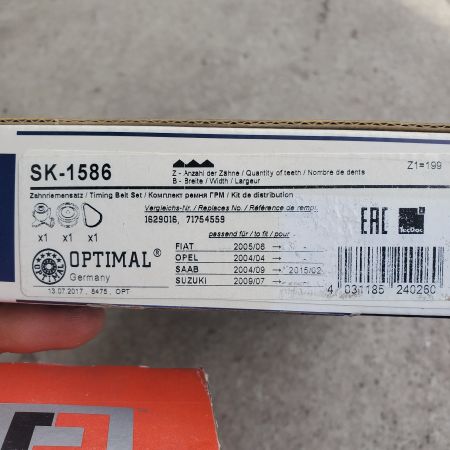 SK-1586
Z - Anzahl der Zähne / Quantity of teeth / Nombre de dents
B - Breite / Width / Largeur
Z1=199
Zahnriemensatz / Timing Belt Set / Комплект ремня ГРМ / Kit de distribution
Vergleichs-No. / Replaces No. / Référence de rempl.
1629016, 71754559
x1 x1 x1
EAC
TecDoc
passend für / to fit / pour
OPTIMAL®
Germany
FIAT 2005/06 →
OPEL 2004/04 →
SAAB 2004/09 → 2015/02
SUZUKI 2009/07 →
13.07.2017 , 8475 , OPT
4 031185 240260